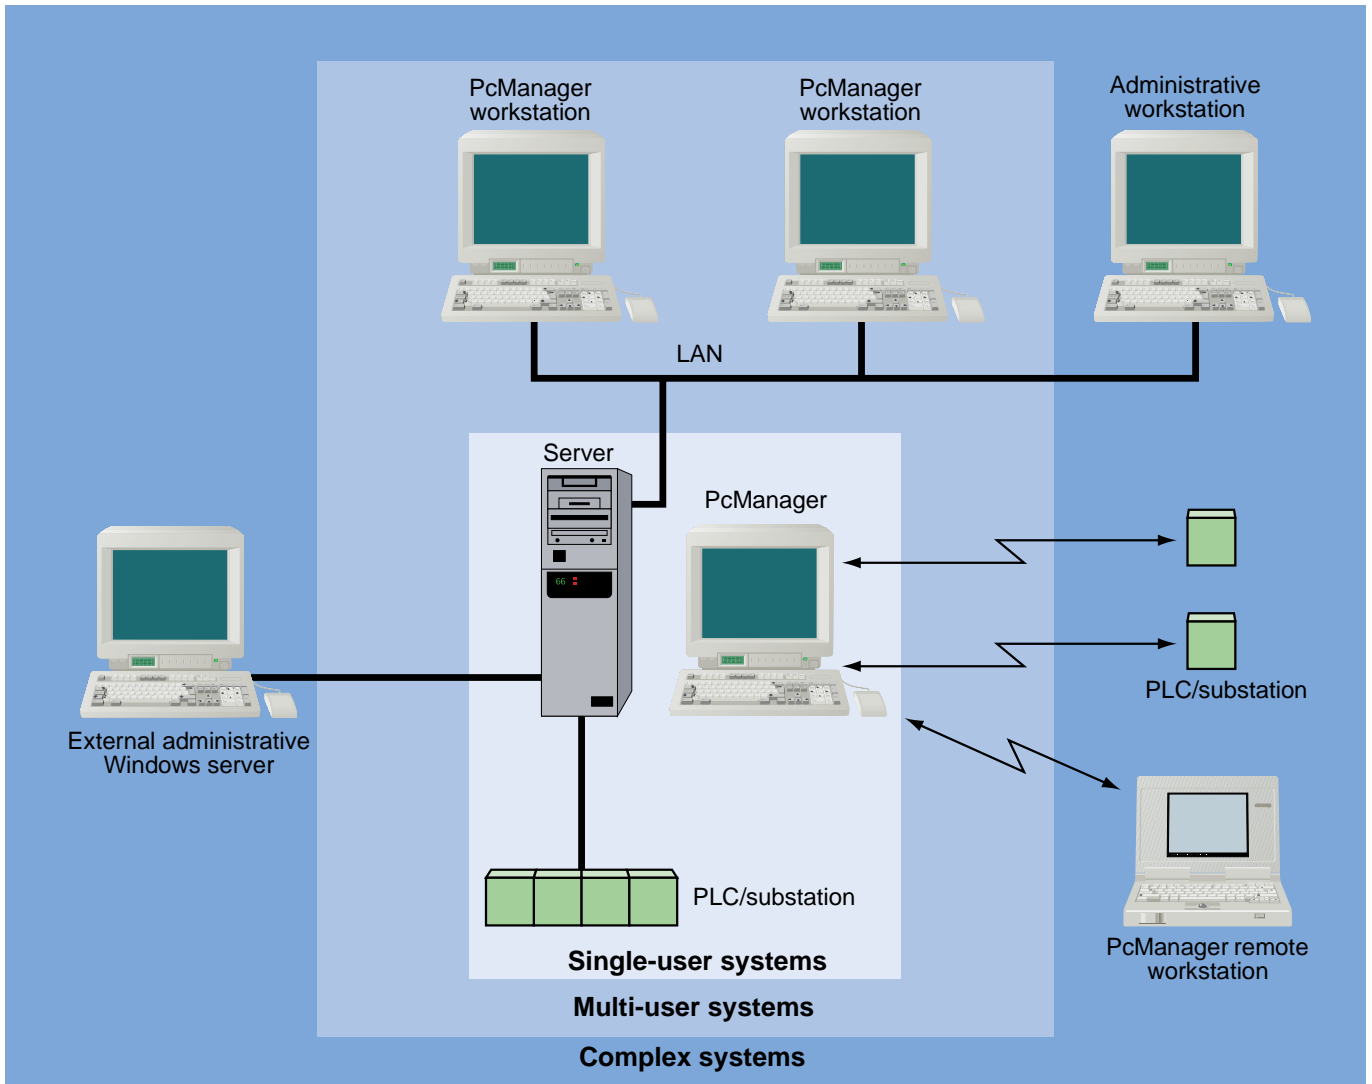 PcManager
workstation
PcManager
workstation
Administrative
workstation
LAN
Server
PcManager
66
PLC/substation
External administrative
Windows server
PLC/substation
PcManager remote
workstation
Single-user systems
Multi-user systems
Complex systems